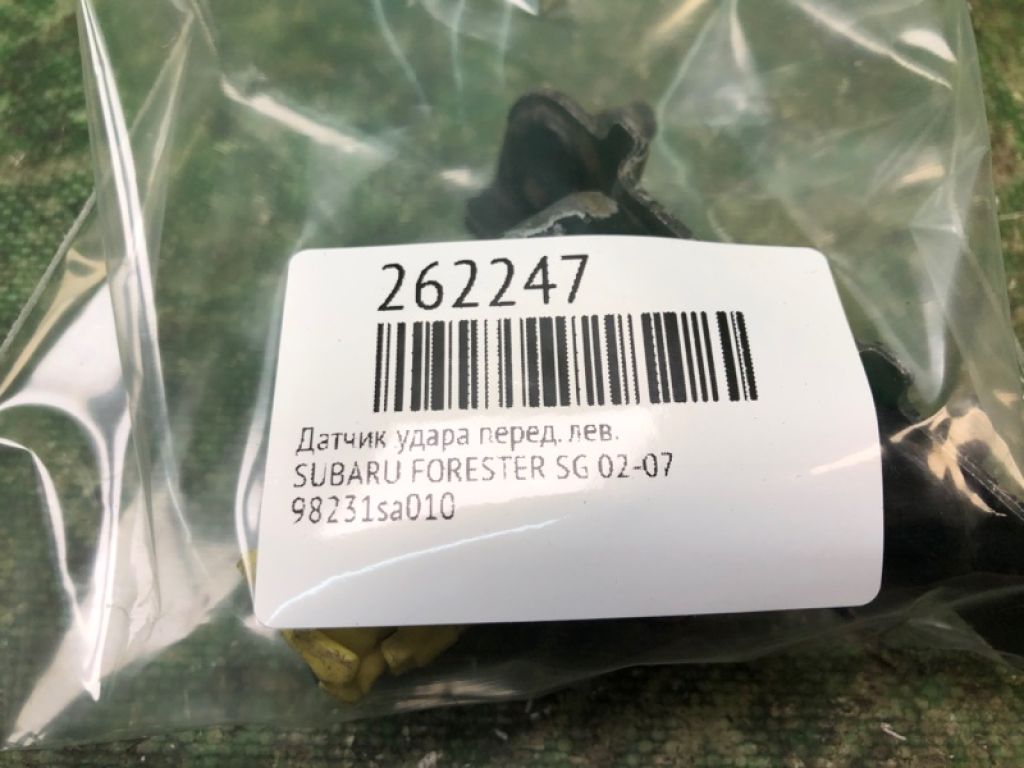 262247
Датчик удара перед. лев.
SUBARU FORESTER SG 02-07
98231sa010